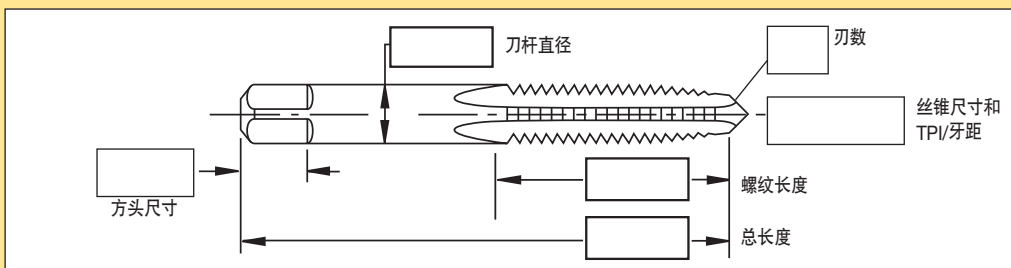 刀杆直径
刃数
丝锥尺寸和
TPI/牙距
方头尺寸
螺纹长度
总长度